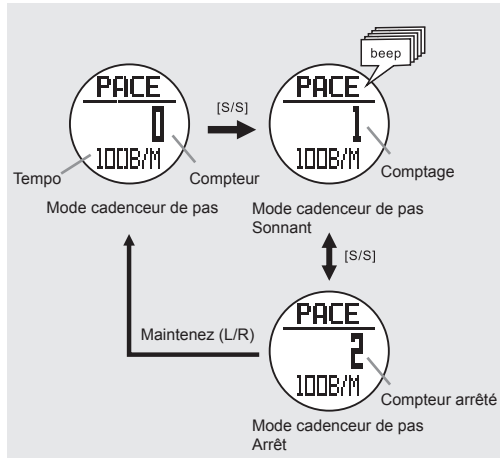 beep
PACE
0
100B/M
[S/S]
PACE
1
100B/M
Tempo
Compteur
Comptage
Mode cadenceur de pas
Mode cadenceur de pas
Sonnant
[S/S]
Maintenez (L/R)
PACE
2
100B/M
Compteur arrêté
Mode cadenceur de pas
Arrêt